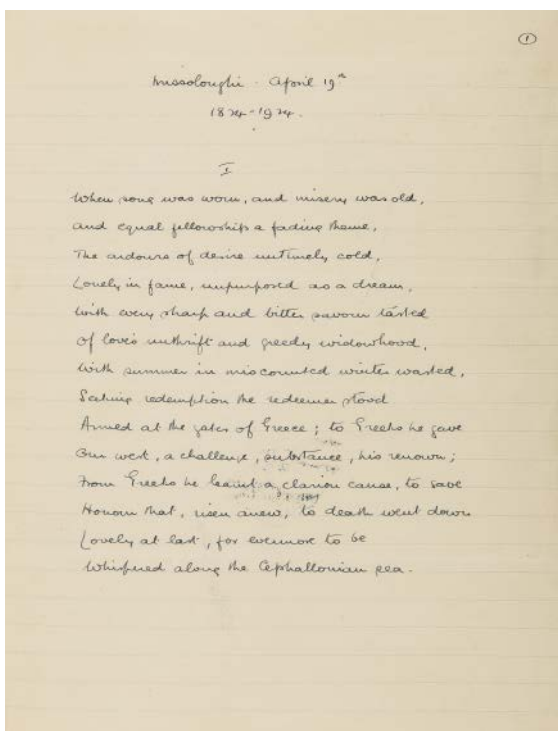 1
Missolonghi - April 19th
1824-1924.
I
When song was worn, and misery was old,
and equal fellowship a fading theme,
The ardours of desire untimely cold,
Lovely in fame, unpurposed as a dream,
With every sharp and bitter savour tasted
Of love's unthrift and greedy widowhood,
With summer in miscounted winter wasted,
redemption the redeemer stood
Armed at the gates of Greece; to Greeks he gave
Our west, a challenge, substance, his renown;
From Greeks he learnt a clarion cause, to save
Honour that, risen anew, to death went down
Lovely at last, for evermore to be
Whispered along the Cephallonian sea.